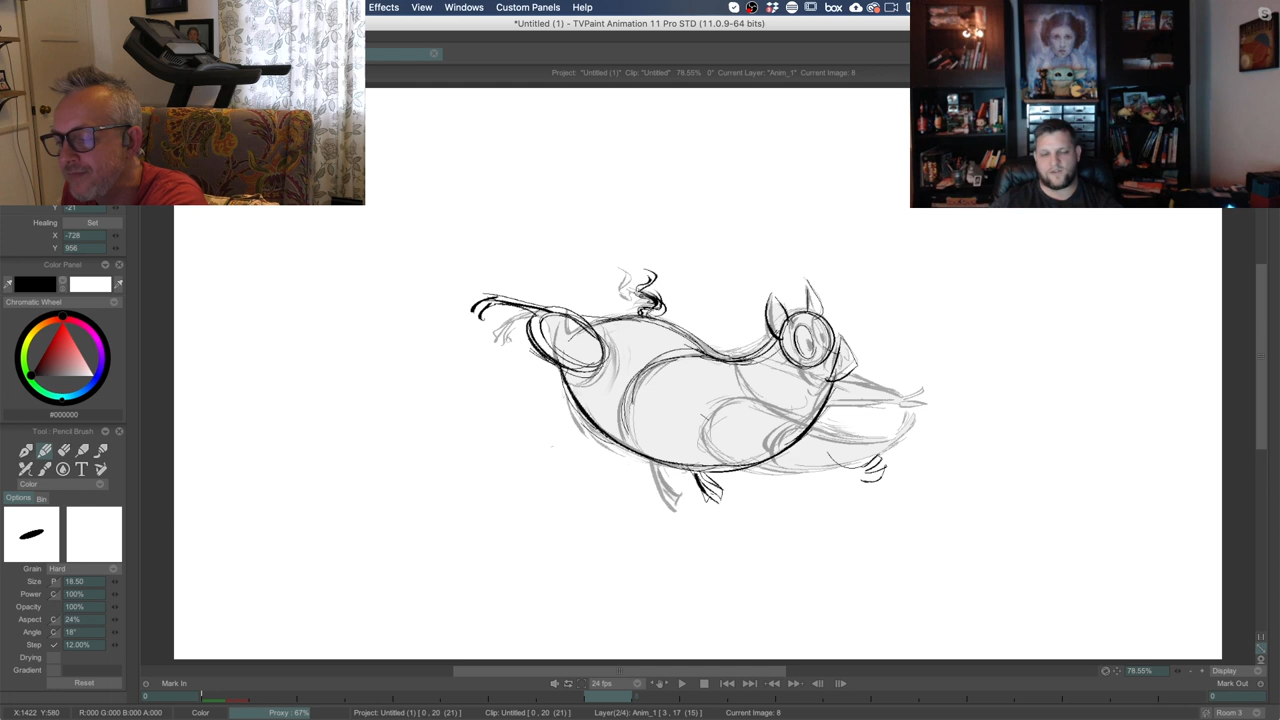 Effects View Windows Custom Panels Help
box
*Untitled (1) - TVPaint Animation 11 Pro STD (11.0.9-64 bits)
Project: "Untitled (1)" Clip: "Untitled" 78.55% 0° Current Layer: "Anim_1" Current Image: 8
Y -21
Healing Set
X -728
Y 956
Color Panel
Chromatic Wheel
#000000
Tool : Pencil Brush
T
Color
Options Bin
Grain Hard
Size P 18.50
Power C 100%
Opacity 100%
Aspect C 24%
Angle C 18°
Step 12.00%
Drying
Gradient
Reset
24 fps
78.55%
Display
Mark In
Mark Out
0
0
X:1422 Y:580 R:000 G:000 B:000 A:000 Color Proxy : 67% Project: Untitled (1) [ 0 , 20 (21) ] Clip: Untitled [ 0 , 20 (21) ] Layer(2/4): Anim_1 [ 3 , 17 (15) ] Current Image: 8 Room 3